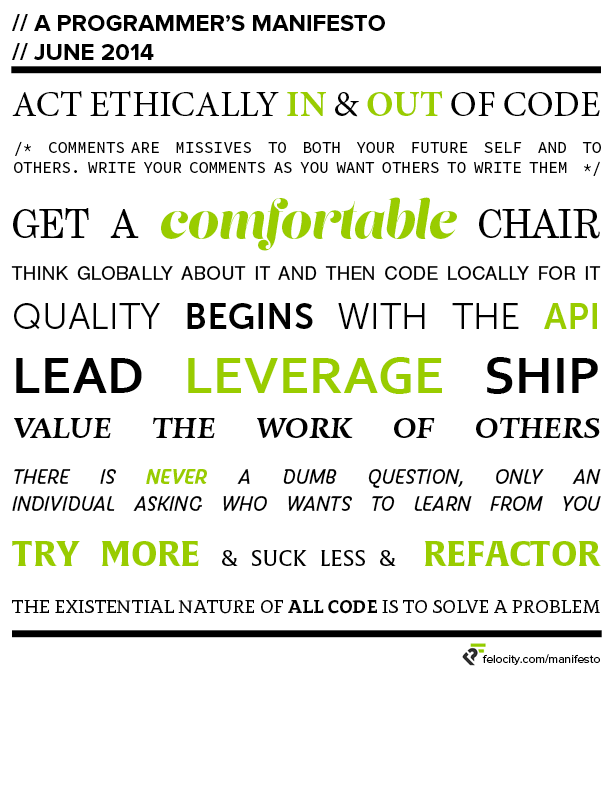 // A PROGRAMMER'S MANIFESTO
// JUNE 2014
ACT ETHICALLY IN & OUT OF CODE
/* COMMENTS ARE MISSIVES TO BOTH YOUR FUTURE SELF AND TO
OTHERS. WRITE YOUR COMMENTS AS YOU WANT OTHERS TO WRITE THEM */
GET A comfortable CHAIR
THINK GLOBALLY ABOUT IT AND THEN CODE LOCALLY FOR IT
QUALITY BEGINS WITH THE API
LEAD LEVERAGE SHIP
VALUE THE WORK OF OTHERS
THERE IS NEVER A DUMB QUESTION, ONLY AN
INDIVIDUAL ASKING WHO WANTS TO LEARN FROM YOU
TRY MORE & SUCK LESS & REFACTOR
THE EXISTENTIAL NATURE OF ALL CODE IS TO SOLVE A PROBLEM
felocity.com/manifesto